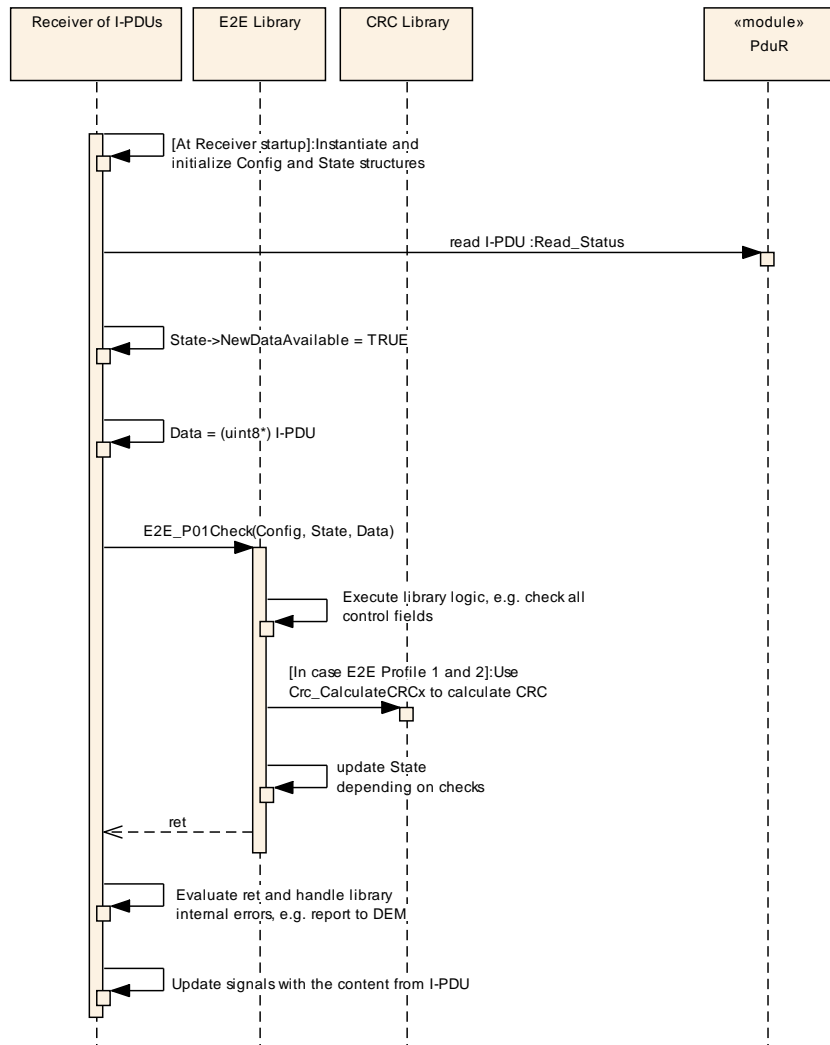 Receiver of I-PDUs
E2E Library
CRC Library
«module»
PduR
[At Receiver startup]:Instantiate and
initialize Config and State structures
read I-PDU :Read_Status
State->NewDataAvailable = TRUE
Data = (uint8*) I-PDU
E2E_P01Check(Config, State, Data)
Execute library logic, e.g. check all
control fields
[In case E2E Profile 1 and 2]:Use
Crc_CalculateCRCx to calculate CRC
update State
depending on checks
ret
Evaluate ret and handle library
internal errors, e.g. report to DEM
Update signals with the content from I-PDU